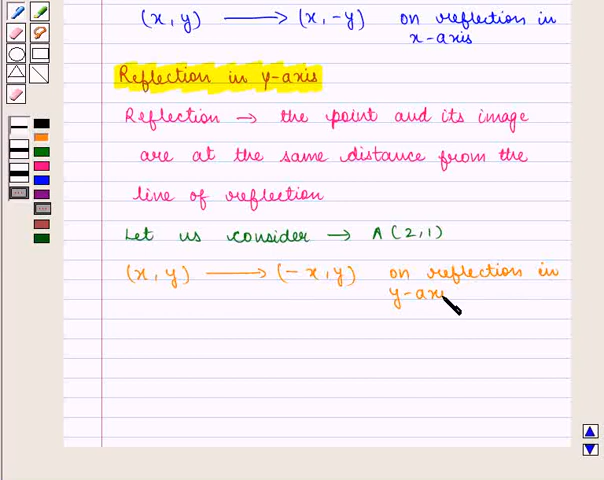 (x, y) ⟶ (x, -y) on reflection in
x-axis
Reflection in y-axis
Reflection → the point and its image
are at the same distance from the
line of reflection
Let us consider → A(2, 1)
(x, y) ⟶ (-x, y) on reflection in
y-axi